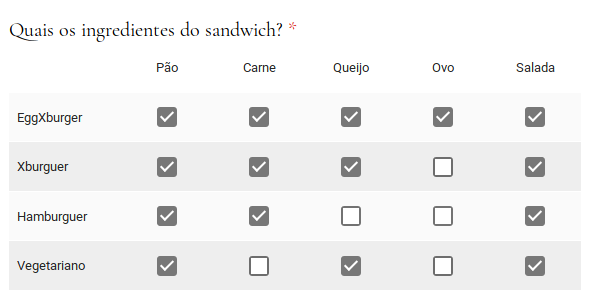 Quais os ingredientes do sandwich? *
Pão Carne Queijo Ovo Salada
EggXburger
Xburguer
Hamburguer
Vegetariano